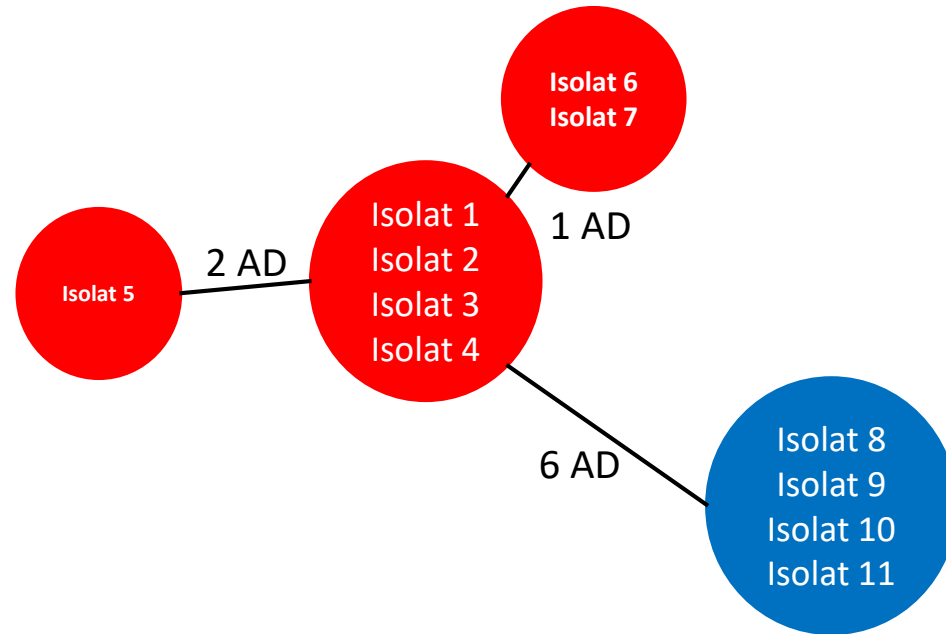 Isolat 6
Isolat 7
1 AD
Isolat 1
Isolat 2
Isolat 3
Isolat 4
2 AD
Isolat 5
6 AD
Isolat 8
Isolat 9
Isolat 10
Isolat 11